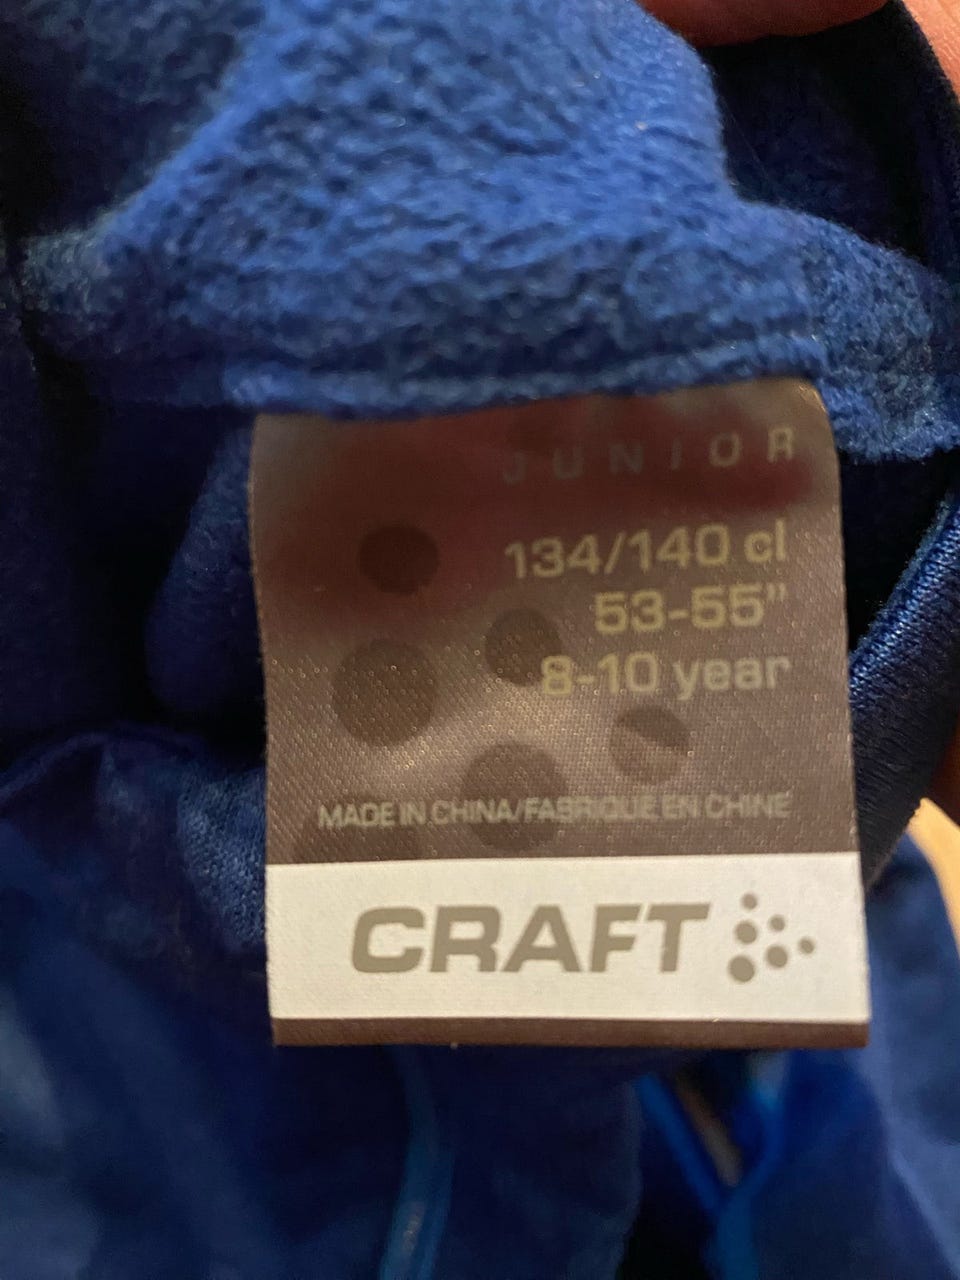 JUNIOR
134/140 cl
53-55"
8-10 year
MADE IN CHINA/FABRIQUE EN CHINE
CRAFT